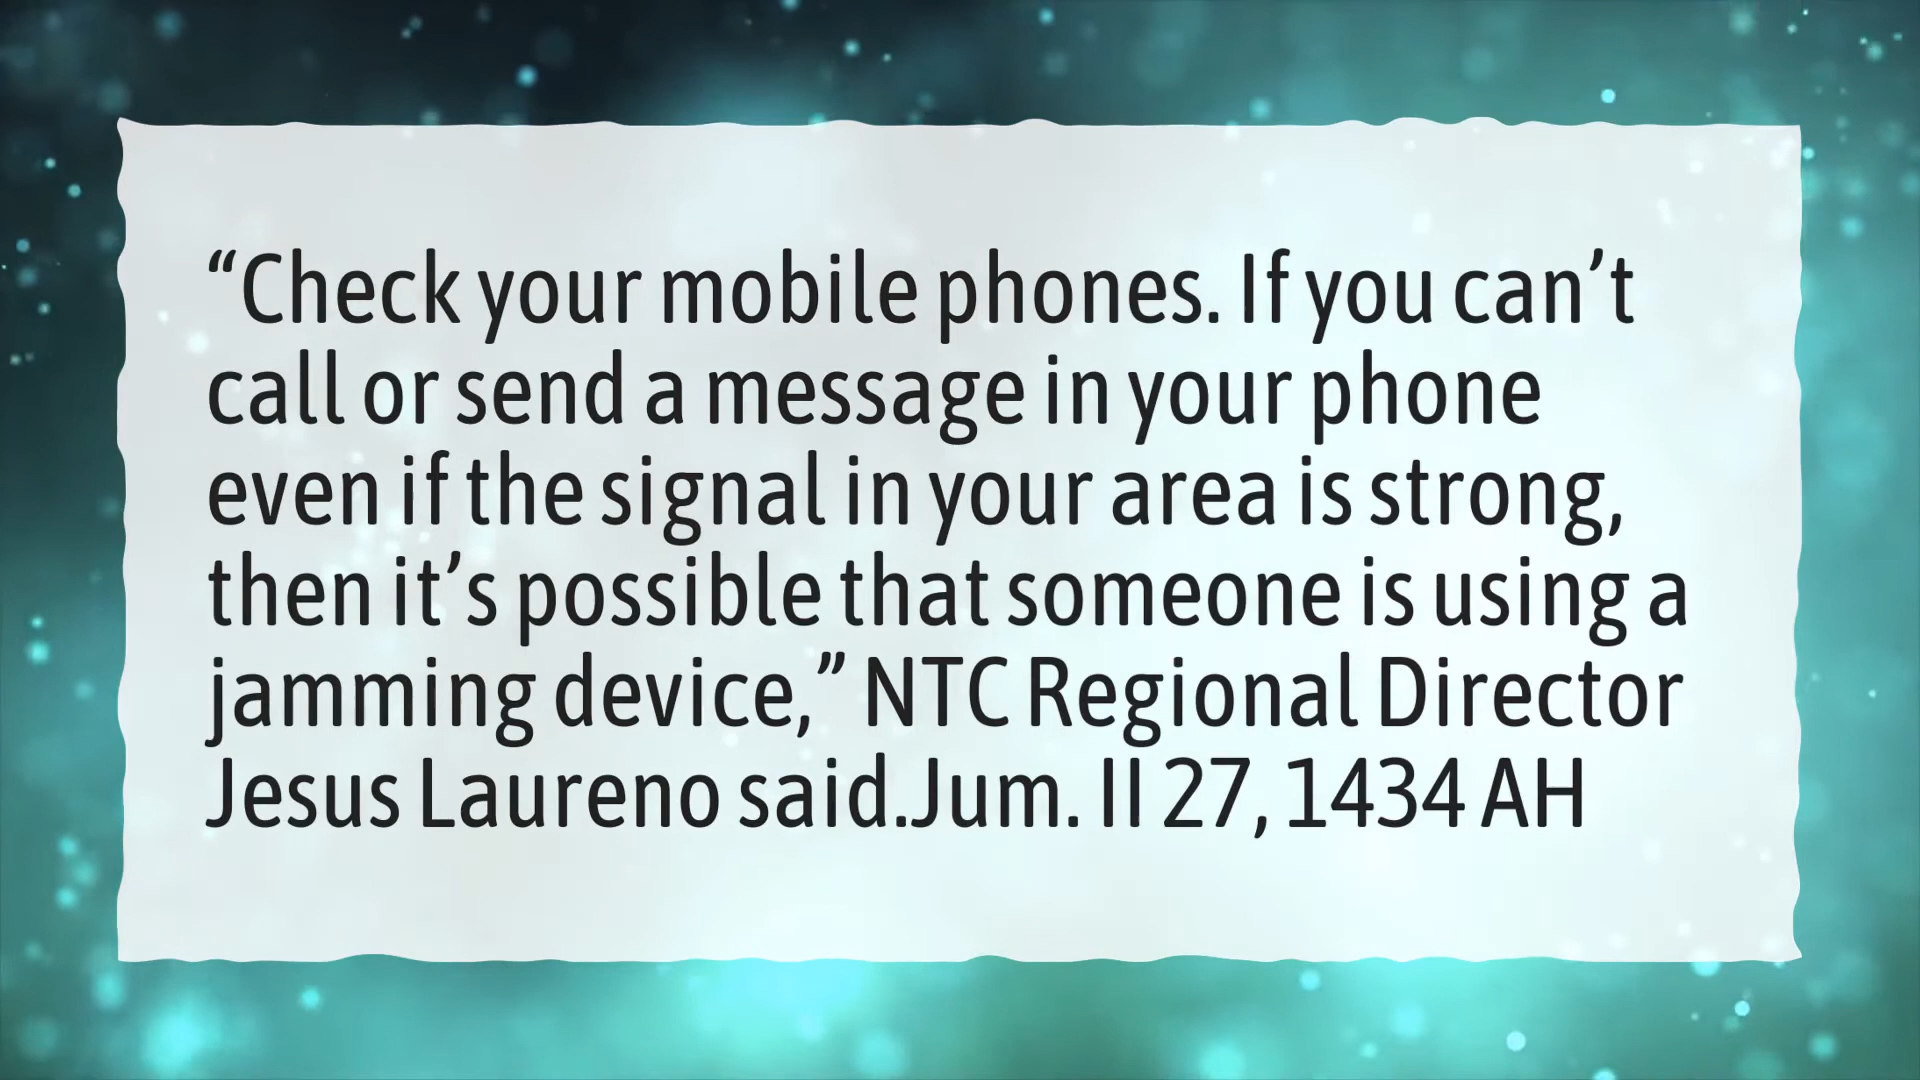 “Check your mobile phones. If you can’t
call or send a message in your phone
even if the signal in your area is strong,
then it’s possible that someone is using a
jamming device,” NTC Regional Director
Jesus Laureno said.Jum. II 27, 1434 AH